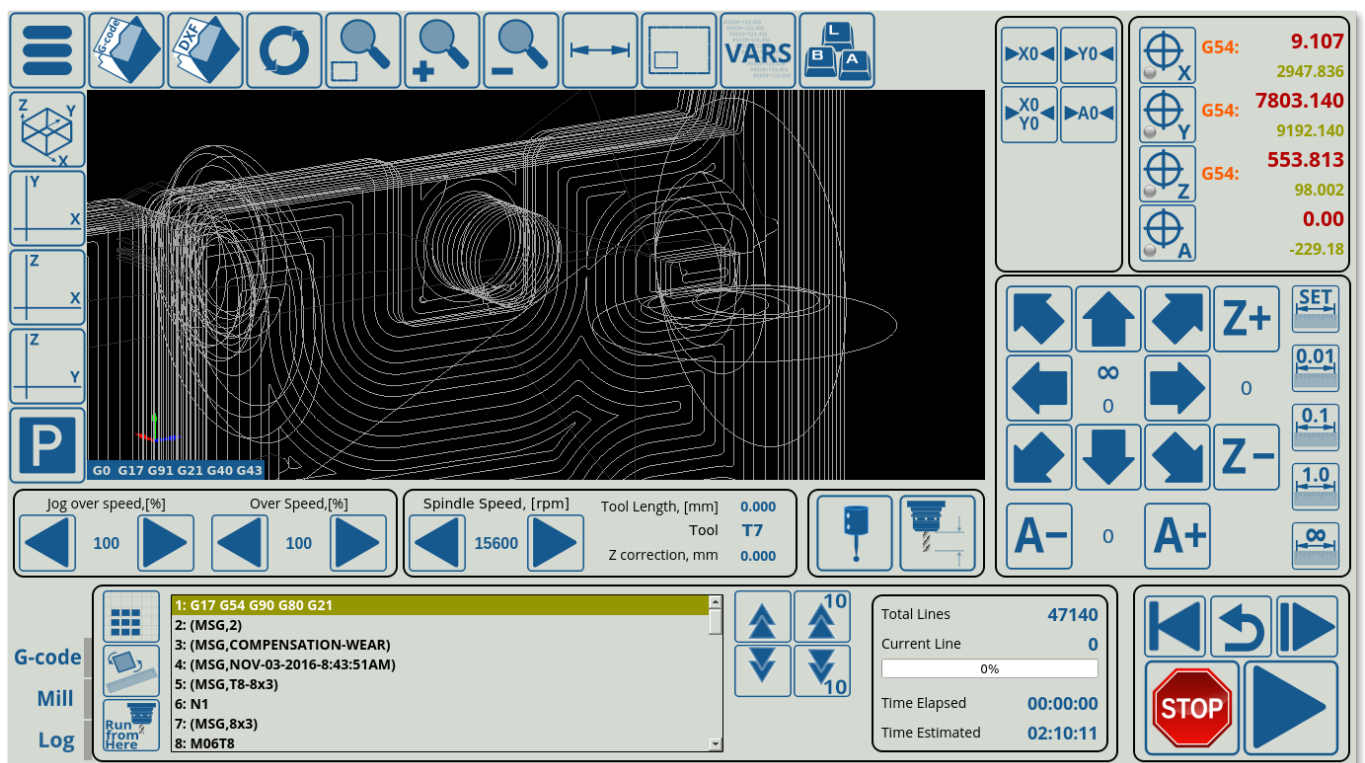 G-code
DXF
VARS
L
B A
►X0◄ ►Y0◄
►X0 Y0◄ ►A0◄
X G54: 9.107
2947.836
Y G54: 7803.140
9192.140
Z G54: 553.813
98.002
A 0.00
-229.18
Z Y
X
Y
X
Z
X
Z
Y
P
G0 G17 G91 G21 G40 G43
Z+ SET
∞ 0.01
0 0
0.1
Z− 1.0
A− 0 A+ ∞
Jog over speed,[%] Over Speed,[%]
100 100
Spindle Speed, [rpm]
15600
Tool Length, [mm] 0.000
Tool T7
Z correction, mm 0.000
G-code
Mill
Log
Run from Here
1: G17 G54 G90 G80 G21
2: (MSG,2)
3: (MSG,COMPENSATION-WEAR)
4: (MSG,NOV-03-2016-8:43:51AM)
5: (MSG,T8-8x3)
6: N1
7: (MSG,8x3)
8: M06T8
10
10
Total Lines 47140
Current Line 0
0%
Time Elapsed 00:00:00
Time Estimated 02:10:11
STOP